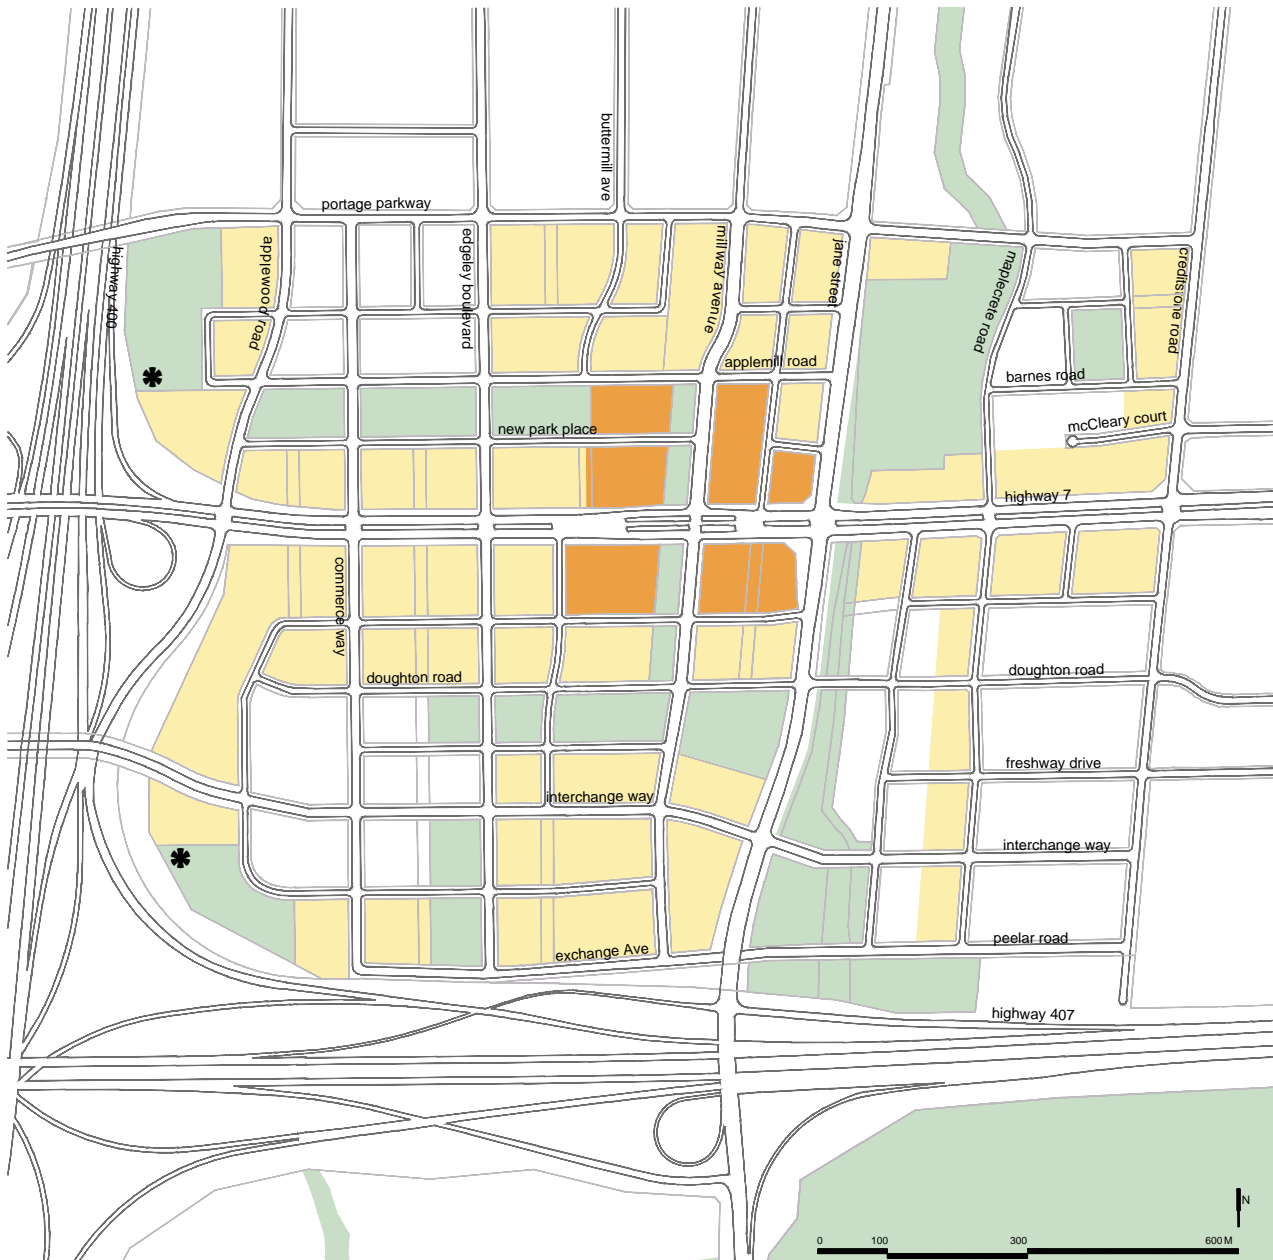 buttermill ave
portage parkway
highway 400
applewood road
edgeley boulevard
millway avenue
jane street
maplecrete road
creditstone road
applemill road
barnes road
new park place
mcCleary court
highway 7
commerce way
doughton road
doughton road
freshway drive
interchange way
interchange way
exchange Ave
peelar road
highway 407
N
0 100 300 600 M